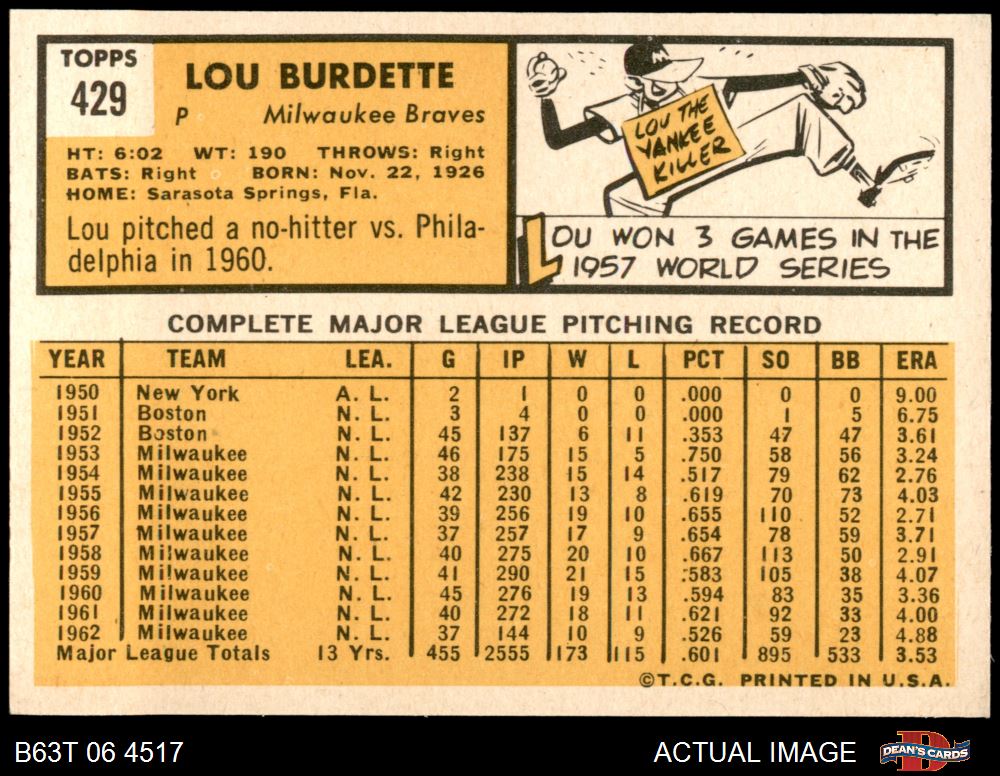 TOPPS
429
LOU BURDETTE
P Milwaukee Braves
HT: 6:02 WT: 190 THROWS: Right
BATS: Right BORN: Nov. 22, 1926
HOME: Sarasota Springs, Fla.
Lou pitched a no-hitter vs. Phila-
delphia in 1960.
M
LOU THE
YANKEE
KILLER
LOU WON 3 GAMES IN THE
1957 WORLD SERIES
COMPLETE MAJOR LEAGUE PITCHING RECORD
YEAR TEAM LEA. G IP W L PCT SO BB ERA
1950 New York A. L. 2 1 0 0 .000 0 0 9.00
1951 Boston N. L. 3 4 0 0 .000 1 5 6.75
1952 Boston N. L. 45 137 6 11 .353 47 47 3.61
1953 Milwaukee N. L. 46 175 15 5 .750 58 56 3.24
1954 Milwaukee N. L. 38 238 15 14 .517 79 62 2.76
1955 Milwaukee N. L. 42 230 13 8 .619 70 73 4.03
1956 Milwaukee N. L. 39 256 19 10 .655 110 52 2.71
1957 Milwaukee N. L. 37 257 17 9 .654 78 59 3.71
1958 Milwaukee N. L. 40 275 20 10 .667 113 50 2.91
1959 Milwaukee N. L. 41 290 21 15 .583 105 38 4.07
1960 Milwaukee N. L. 45 276 19 13 .594 83 35 3.36
1961 Milwaukee N. L. 40 272 18 11 .621 92 33 4.00
1962 Milwaukee N. L. 37 144 10 9 .526 59 23 4.88
Major League Totals 13 Yrs. 455 2555 173 115 .601 895 533 3.53
©T.C.G. PRINTED IN U.S.A.
B63T 06 4517
ACTUAL IMAGE
DEAN'S CARDS